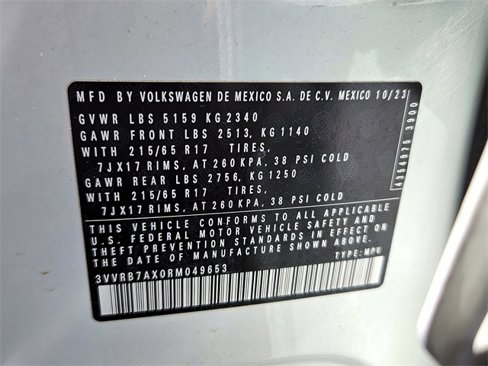 MFD BY VOLKSWAGEN DE MEXICO S.A. DE C.V. MEXICO 10/23
GVWR LBS 5159 KG 2340
GAWR FRONT LBS 2513, KG 1140
WITH 215/65 R17 TIRES,
7JX17 RIMS, AT 260 KPA, 38 PSI COLD
GAWR REAR LBS 2756, KG 1250
WITH 215/65 R17 TIRES,
7JX17 RIMS, AT 260 KPA, 38 PSI COLD
THIS VEHICLE CONFORMS TO ALL APPLICABLE
U.S. FEDERAL MOTOR VEHICLE SAFETY AND
THEFT PREVENTION STANDARDS IN EFFECT ON
THE DATE OF MANUFACTURE SHOWN ABOVE.
3VVRB7AX0RM049653
TYPE: MPV
4354975 3900